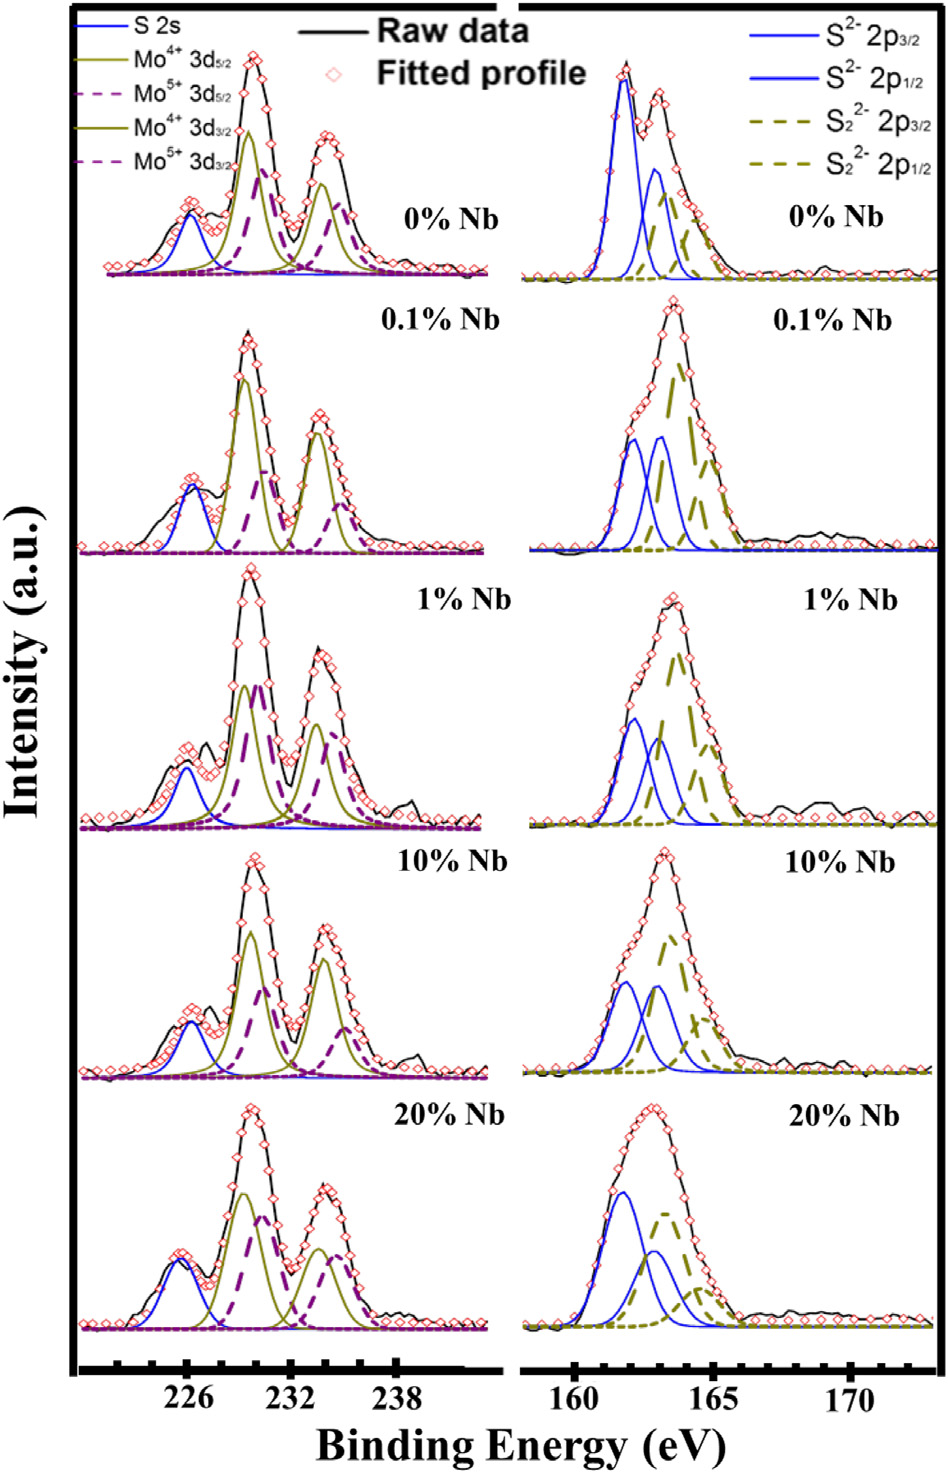 S 2s
Mo⁴⁺ 3d₅/₂
Mo⁵⁺ 3d₅/₂
Mo⁴⁺ 3d₃/₂
Mo⁵⁺ 3d₃/₂
Raw data
Fitted profile
S²⁻ 2p₃/₂
S²⁻ 2p₁/₂
S₂²⁻ 2p₃/₂
S₂²⁻ 2p₁/₂
0% Nb
0% Nb
0.1% Nb
0.1% Nb
1% Nb
1% Nb
10% Nb
10% Nb
20% Nb
20% Nb
Intensity (a.u.)
226 232 238
160 165 170
Binding Energy (eV)